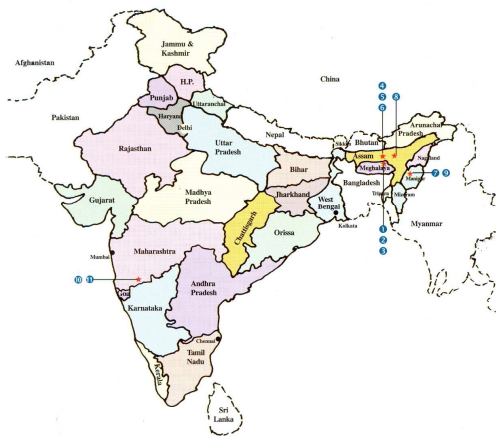 Jammu &
Kashmir
Afghanistan
H.P.
China
Punjab
Pakistan
Uttaranchal
Haryana
Delhi
4
5
6
8
Arunachar
Pradesh
Rajasthan
Uttar
Pradesh
Nepal
Sikkim
Bhutan
Assam
Nagaland
Meghalaya
Bihar
Manipur
7 9
Bangladesh
Gujarat
Madhya
Pradesh
Jharkhand
Tripura
Mizoram
West
Bengal
Kolkata
Myanmar
Chattisgarh
Orissa
1
2
3
Mumbai
Maharashtra
10 11
Goa
Andhra
Pradesh
Karnataka
Chennai
Tamil
Nadu
Kerala
Sri
Lanka